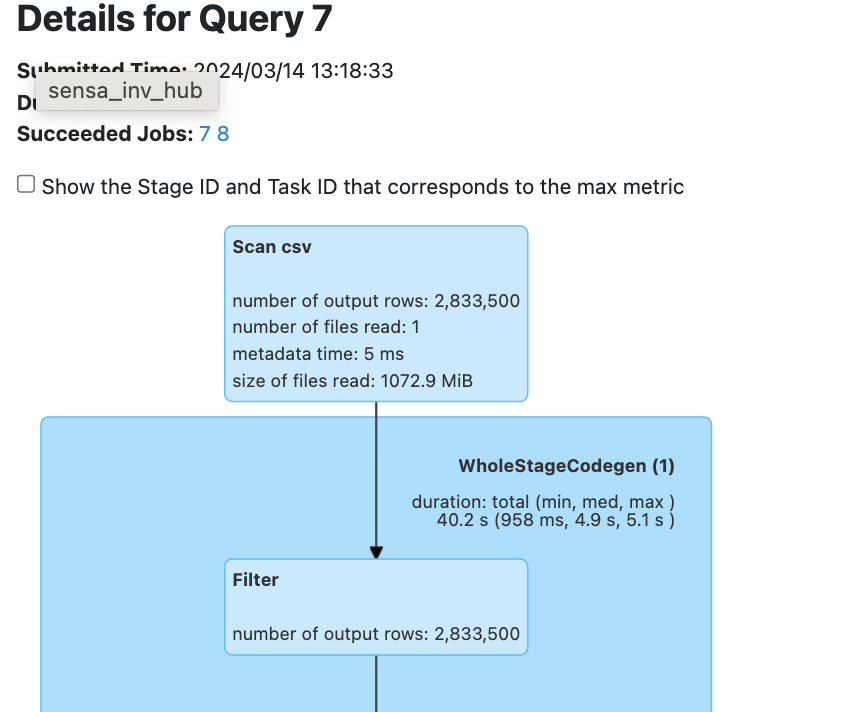 Details for Query 7
Submitted Time: 2024/03/14 13:18:33
sensa_inv_hub
Succeeded Jobs: 7 8
Show the Stage ID and Task ID that corresponds to the max metric
Scan csv
number of output rows: 2,833,500
number of files read: 1
metadata time: 5 ms
size of files read: 1072.9 MiB
WholeStageCodegen (1)
duration: total (min, med, max )
40.2 s (958 ms, 4.9 s, 5.1 s )
Filter
number of output rows: 2,833,500